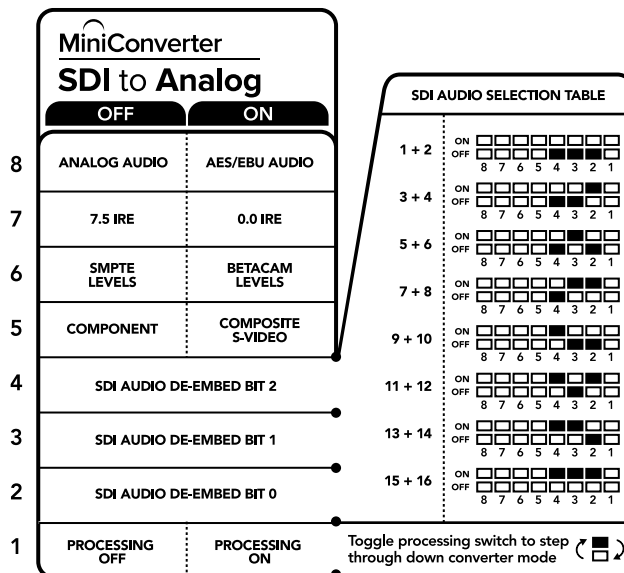 MiniConverter
SDI to Analog
OFF ON
8 ANALOG AUDIO AES/EBU AUDIO
7 7.5 IRE 0.0 IRE
6 SMPTE LEVELS BETACAM LEVELS
5 COMPONENT COMPOSITE S-VIDEO
4 SDI AUDIO DE-EMBED BIT 2
3 SDI AUDIO DE-EMBED BIT 1
2 SDI AUDIO DE-EMBED BIT 0
1 PROCESSING OFF PROCESSING ON
SDI AUDIO SELECTION TABLE
1 + 2 ON OFF
8 7 6 5 4 3 2 1
3 + 4 ON OFF
8 7 6 5 4 3 2 1
5 + 6 ON OFF
8 7 6 5 4 3 2 1
7 + 8 ON OFF
8 7 6 5 4 3 2 1
9 + 10 ON OFF
8 7 6 5 4 3 2 1
11 + 12 ON OFF
8 7 6 5 4 3 2 1
13 + 14 ON OFF
8 7 6 5 4 3 2 1
15 + 16 ON OFF
8 7 6 5 4 3 2 1
Toggle processing switch to step
through down converter mode